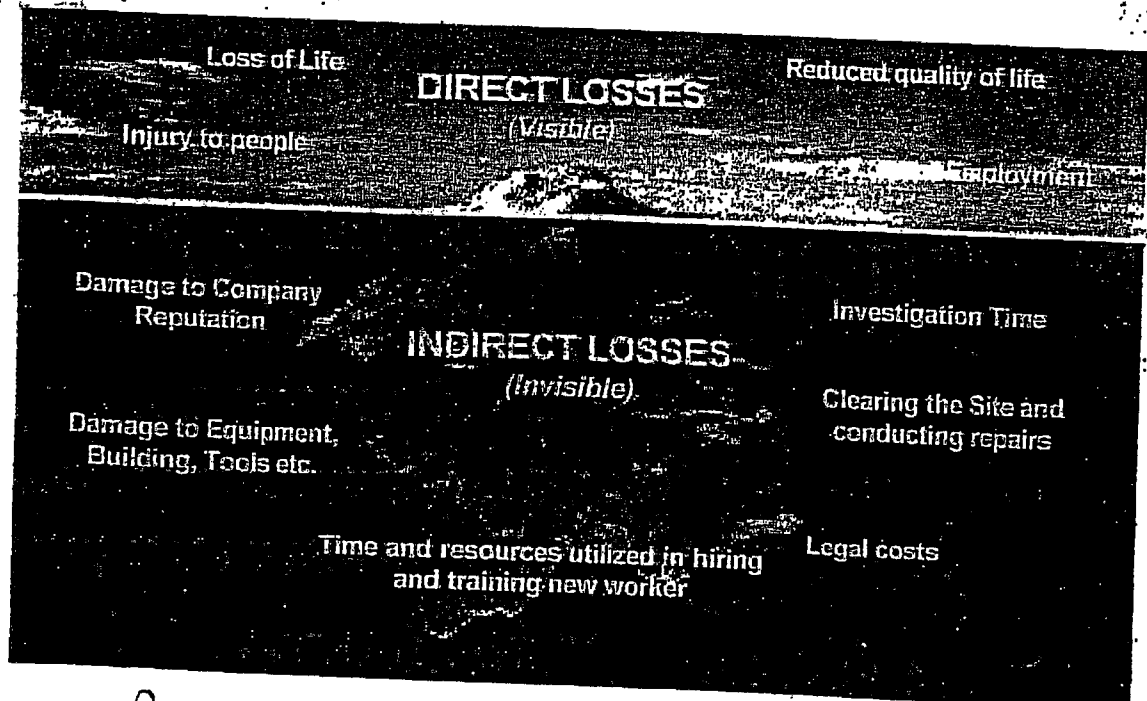 Loss of Life
DIRECT LOSSES
(Visible)
Reduced quality of life
Injury to people
Employment
Damage to Company
Reputation
INDIRECT LOSSES
(Invisible)
Investigation Time
Damage to Equipment,
Building, Tools etc.
Clearing the Site and
conducting repairs
Time and resources utilized in hiring
and training new worker
Legal costs